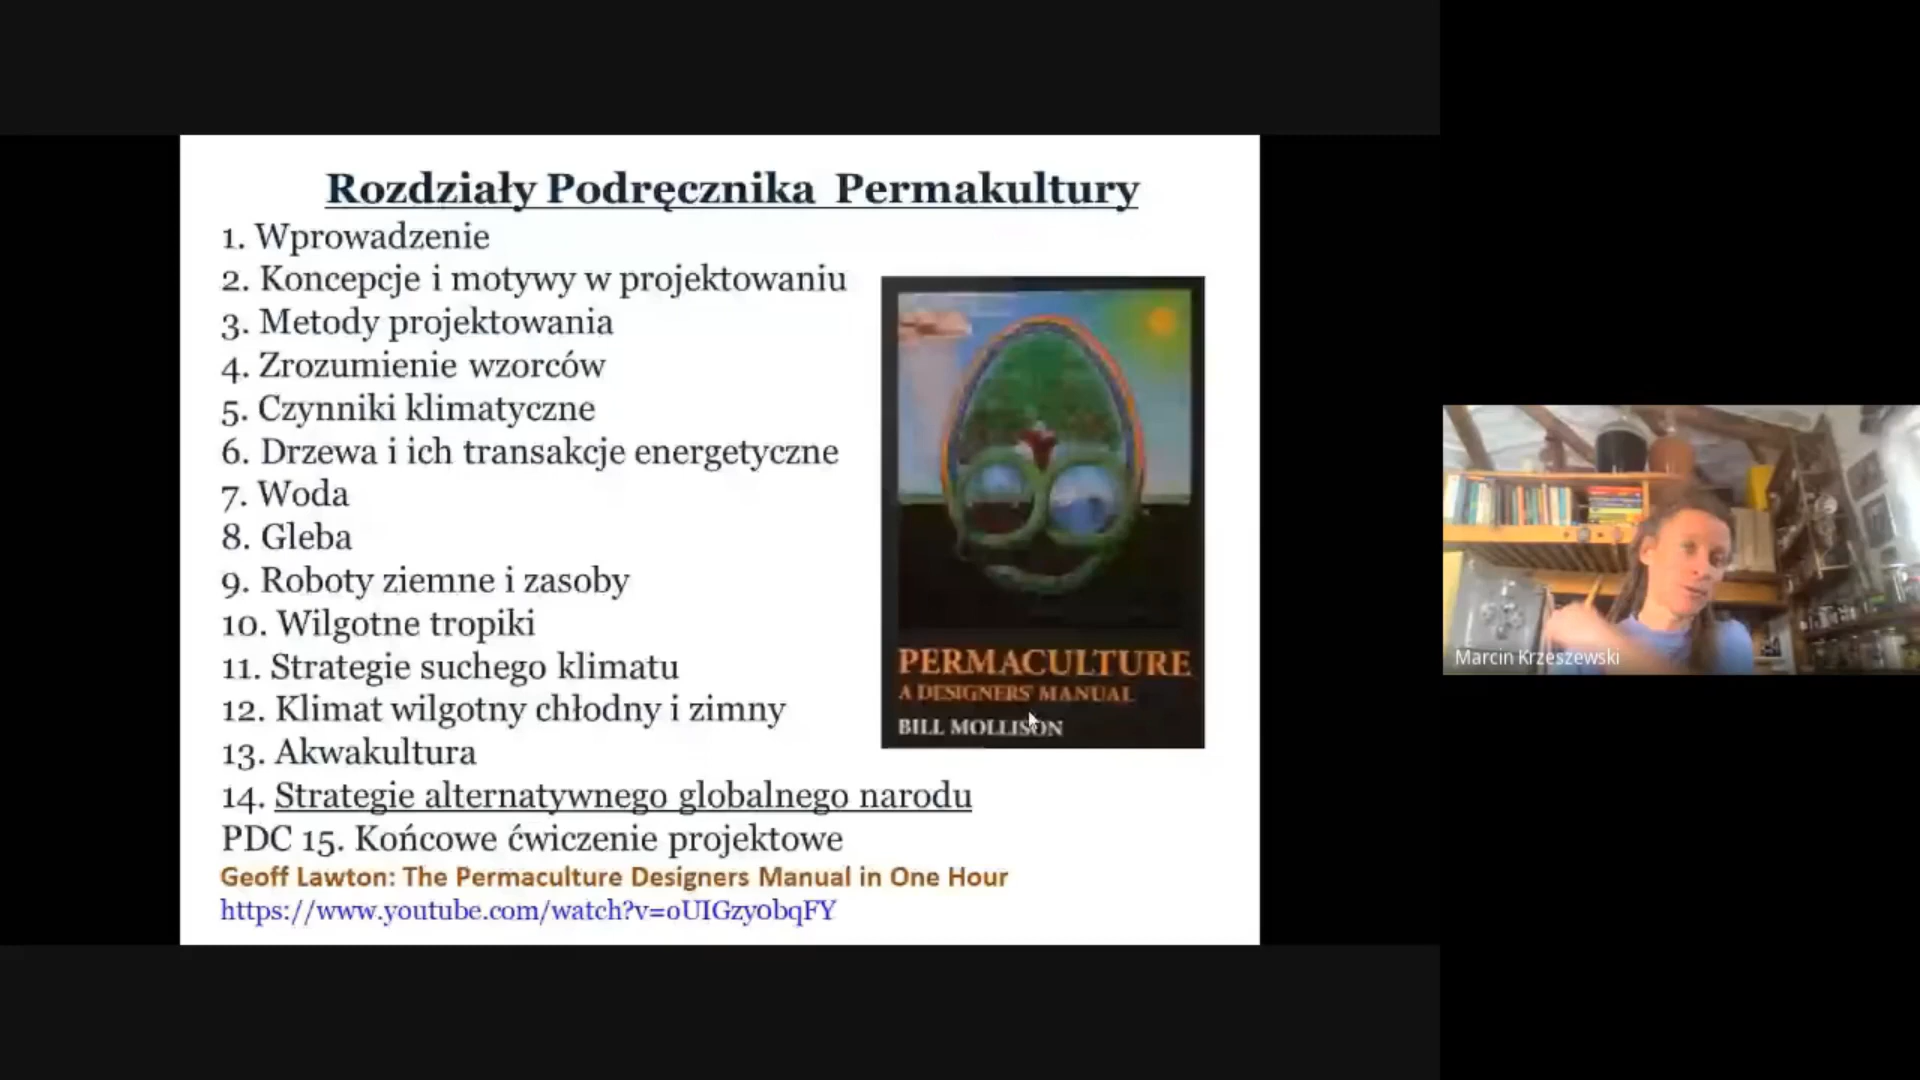 Rozdziały Podręcznika Permakultury
1. Wprowadzenie
2. Koncepcje i motywy w projektowaniu
3. Metody projektowania
4. Zrozumienie wzorców
5. Czynniki klimatyczne
6. Drzewa i ich transakcje energetyczne
7. Woda
8. Gleba
9. Roboty ziemne i zasoby
10. Wilgotne tropiki
11. Strategie suchego klimatu
12. Klimat wilgotny chłodny i zimny
13. Akwakultura
14. Strategie alternatywnego globalnego narodu
PDC 15. Końcowe ćwiczenie projektowe
Geoff Lawton: The Permaculture Designers Manual in One Hour
https://www.youtube.com/watch?v=oUIGzyobqFY
PERMACULTURE
A DESIGNERS' MANUAL
BILL MOLLISON
Marcin Krzeszewski